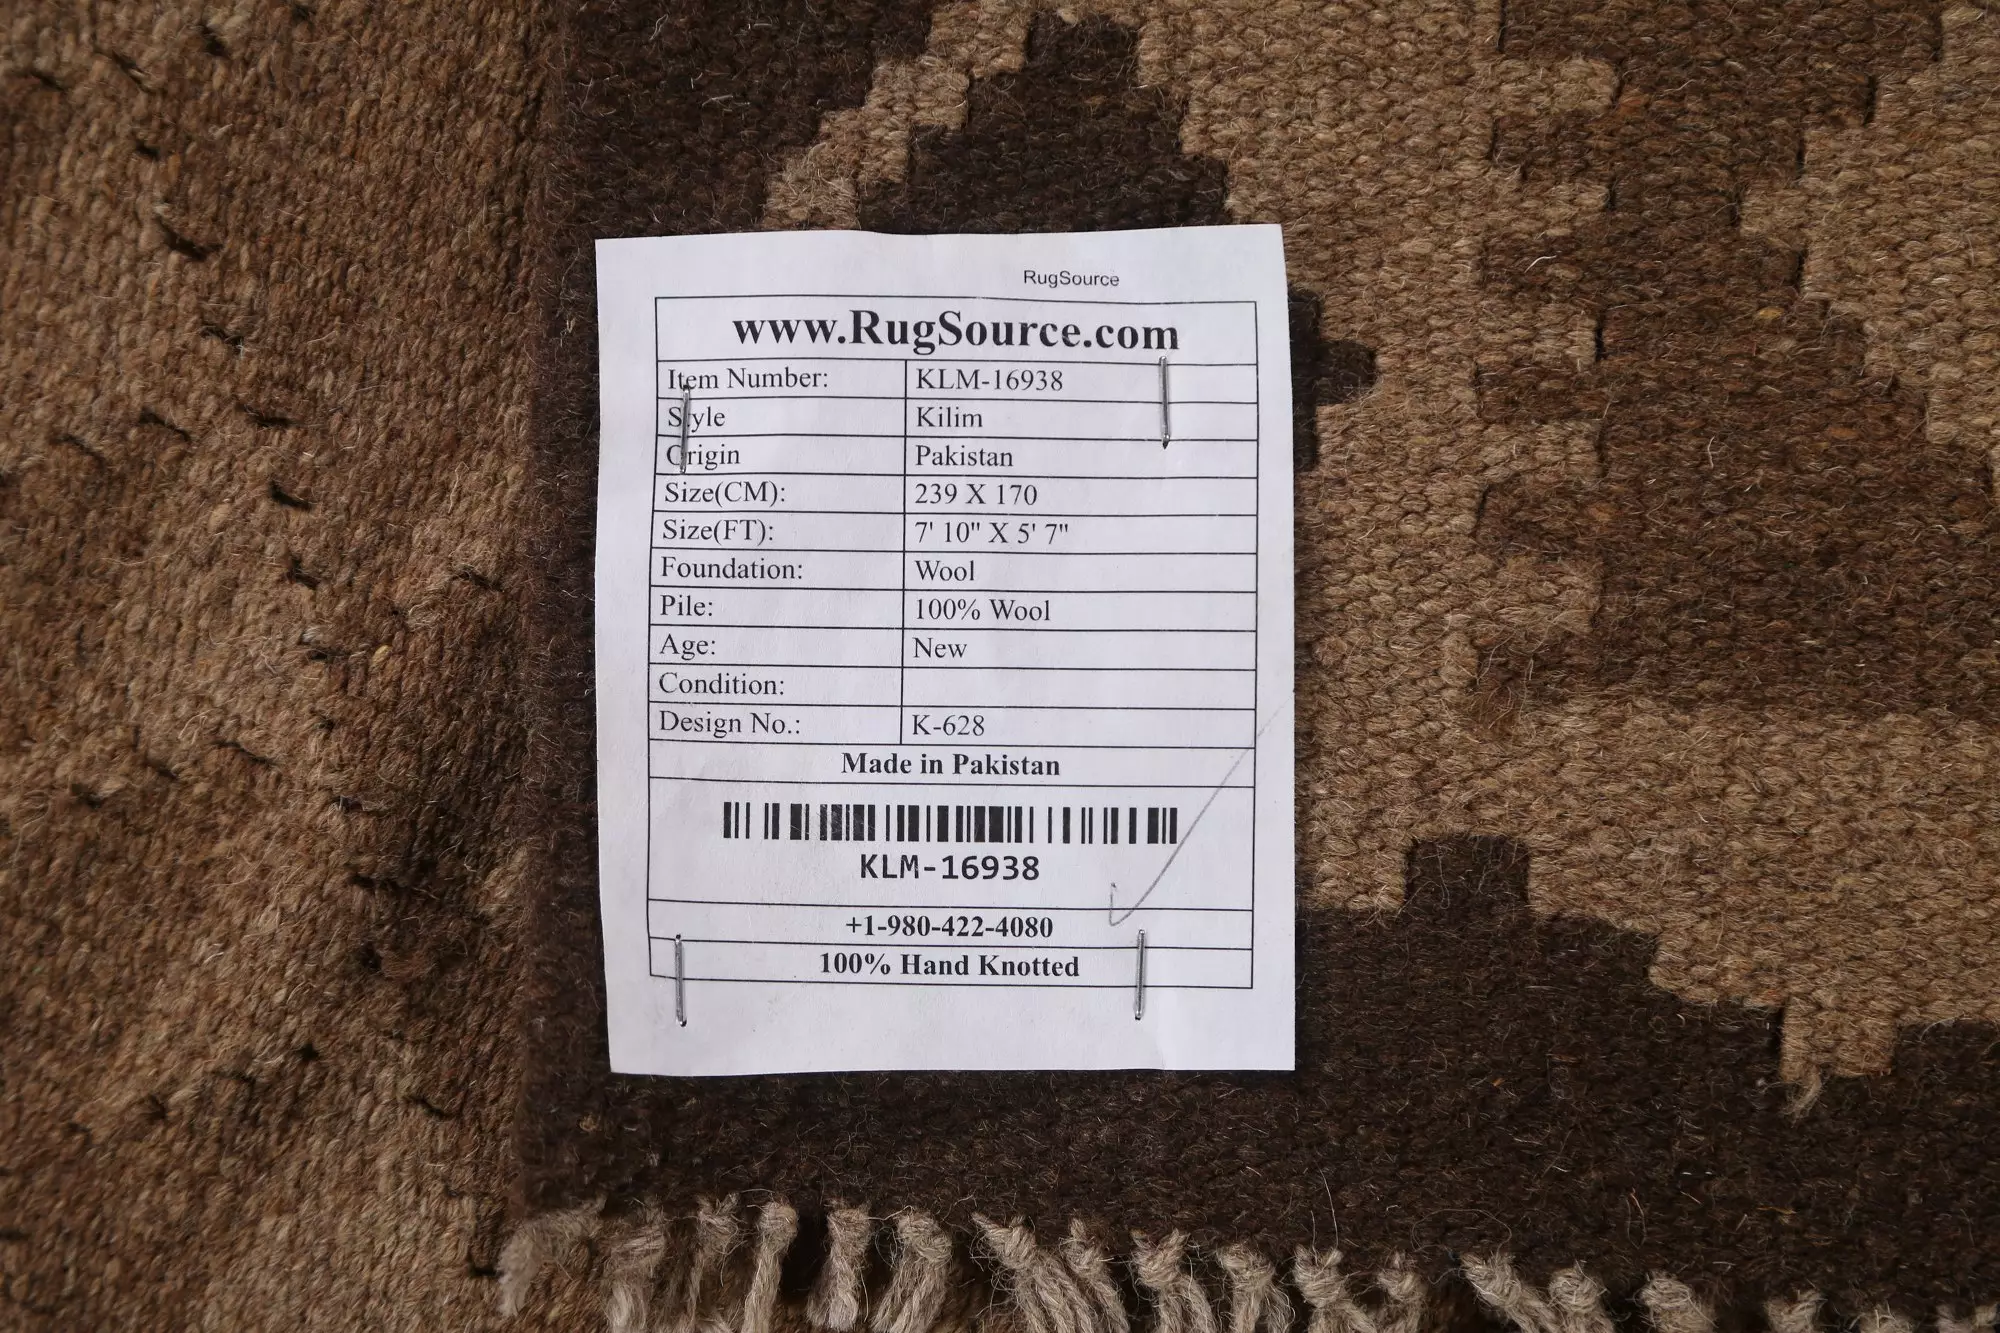 RugSource
www.RugSource.com
Item Number: KLM-16938
Style Kilim
Origin Pakistan
Size(CM): 239 X 170
Size(FT): 7' 10" X 5' 7"
Foundation: Wool
Pile: 100% Wool
Age: New
Condition:
Design No.: K-628
Made in Pakistan
KLM-16938
+1-980-422-4080
100% Hand Knotted